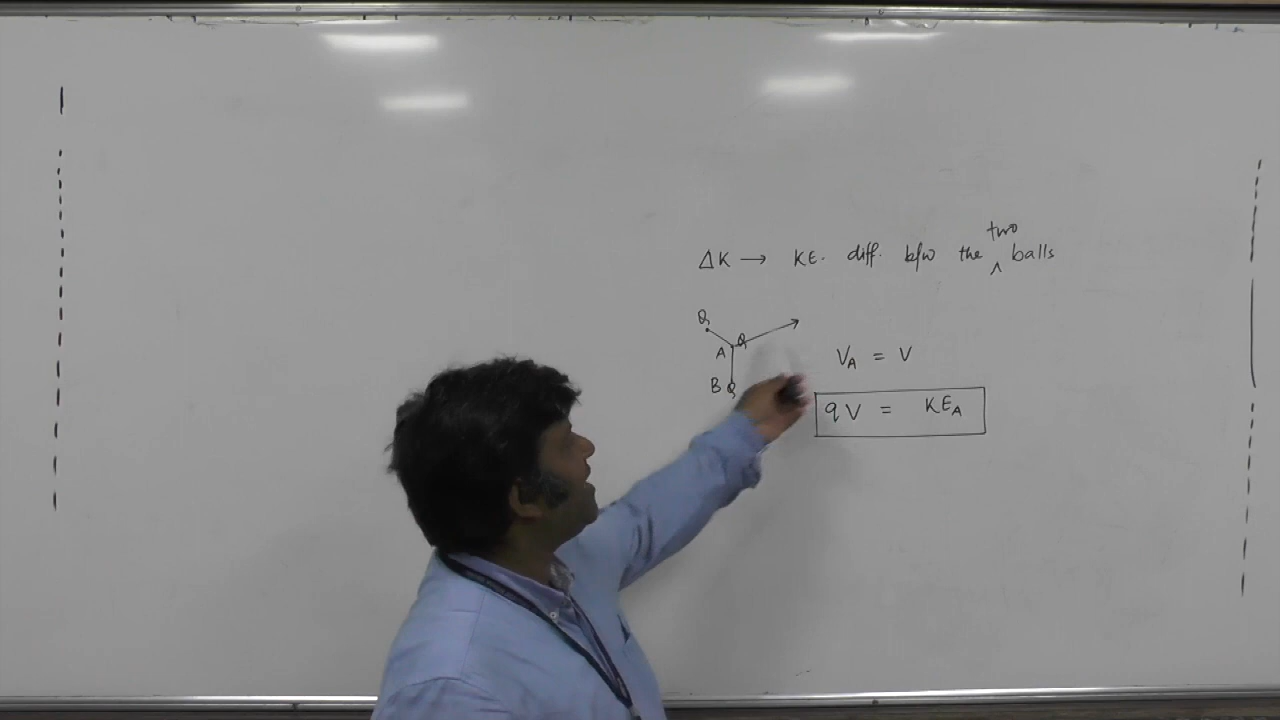 ΔK → KE. diff. b/w the two balls
Q
A Q
B Q
V_A = V
qV = KE_A